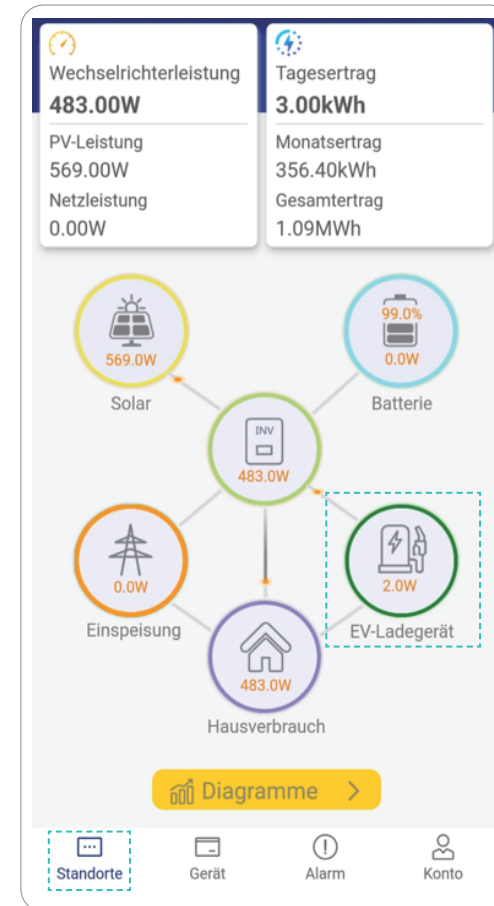 Wechselrichterleistung
483.00W
PV-Leistung
569.00W
Netzleistung
0.00W
Tagesertrag
3.00kWh
Monatsertrag
356.40kWh
Gesamtertrag
1.09MWh
569.0W
Solar
99.0%
0.0W
Batterie
INV
483.0W
0.0W
Einspeisung
2.0W
EV-Ladegerät
483.0W
Hausverbrauch
Diagramme
Standorte
Gerät
Alarm
Konto